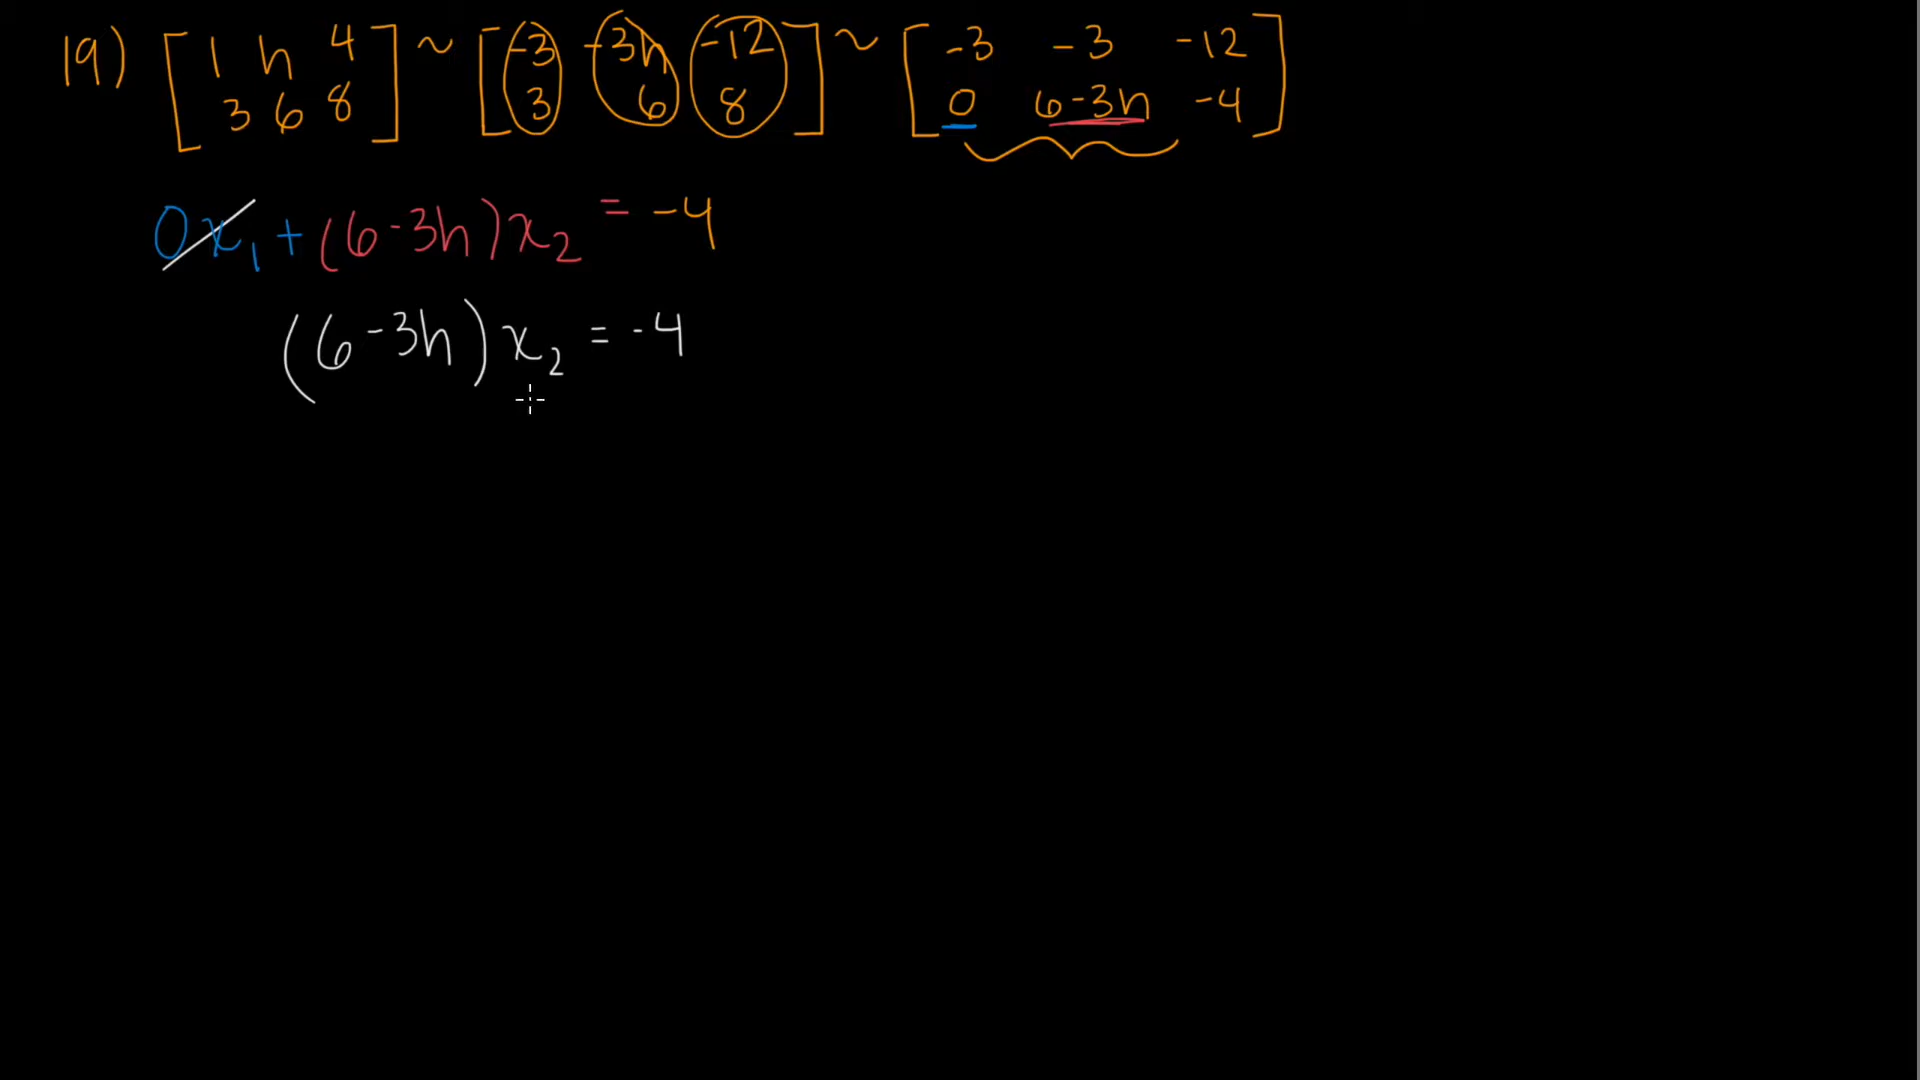 19) [1 h 4 ~ [-3 -3h -12 ~ [-3 -3 -12
3 6 8] 3 6 8] 0 6-3h -4]
0x₁ + (6-3h)x₂ = -4
(6-3h)x₂ = -4